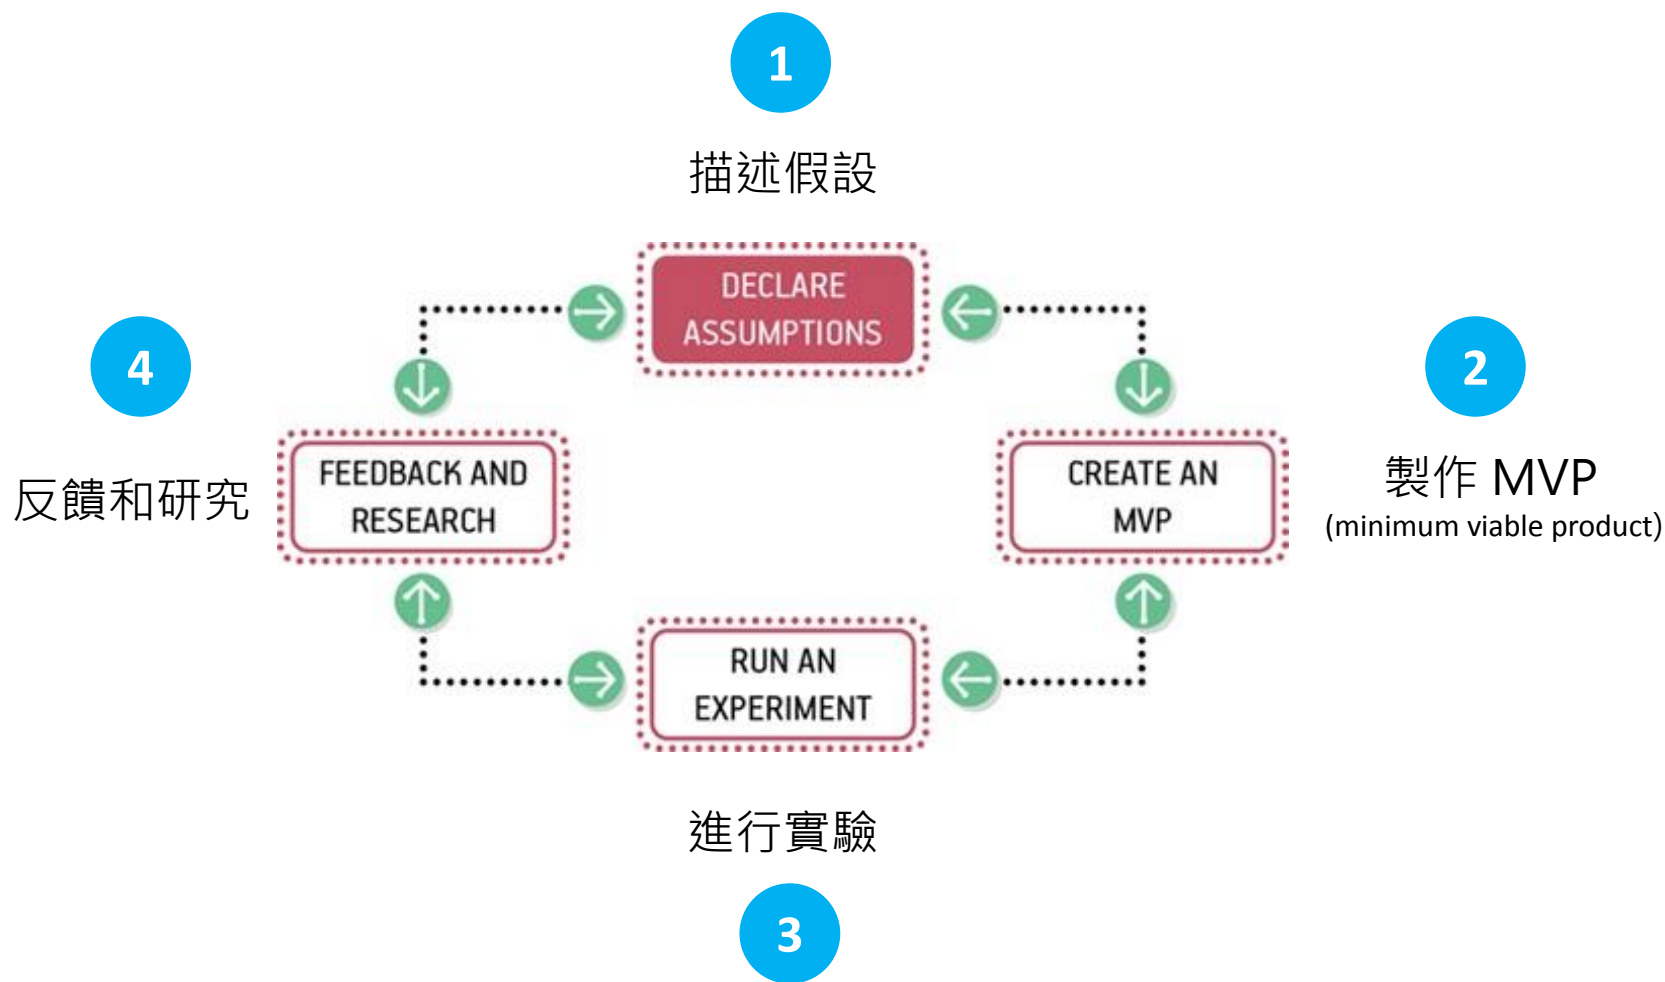 1
描述假設
DECLARE
ASSUMPTIONS
4
反饋和研究
FEEDBACK AND
RESEARCH
2
製作 MVP
(minimum viable product)
CREATE AN
MVP
RUN AN
EXPERIMENT
進行實驗
3